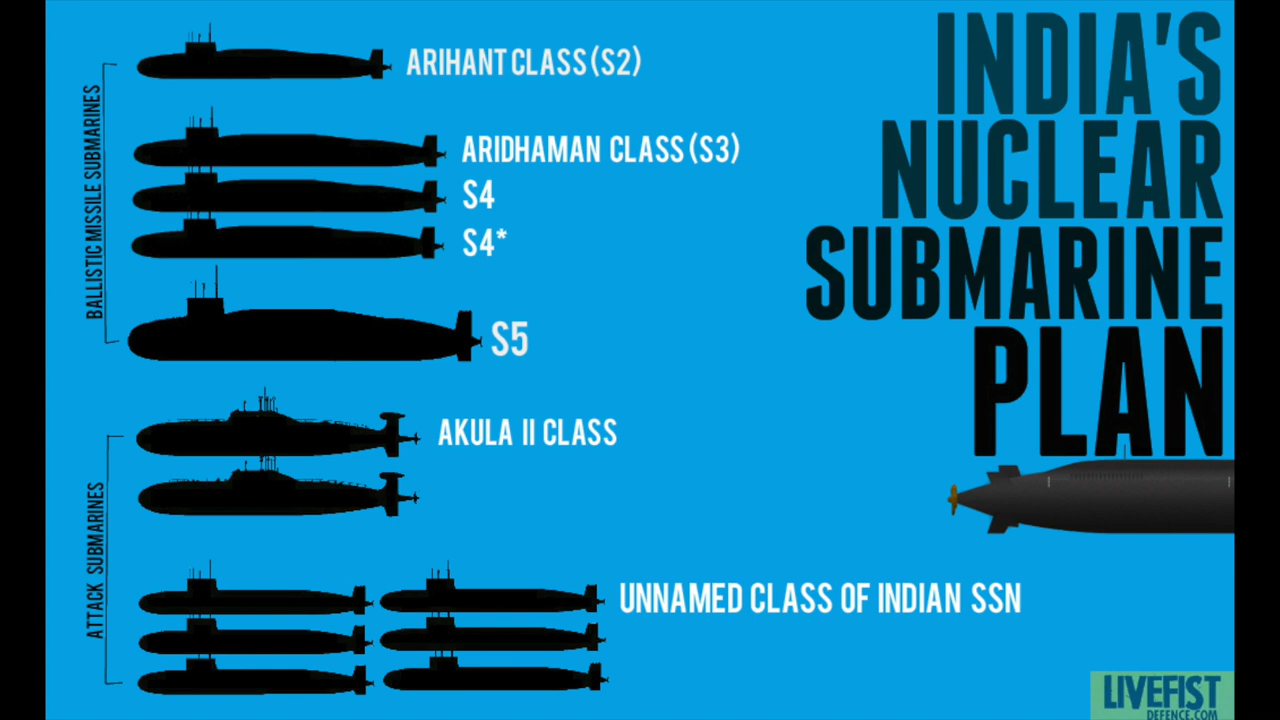 INDIA'S
NUCLEAR
SUBMARINE
PLAN
BALLISTIC MISSILE SUBMARINES
ARIHANT CLASS (S2)
ARIDHAMAN CLASS (S3)
S4
S4*
S5
ATTACK SUBMARINES
AKULA II CLASS
UNNAMED CLASS OF INDIAN SSN
LIVEFIST
DEFENCE.COM